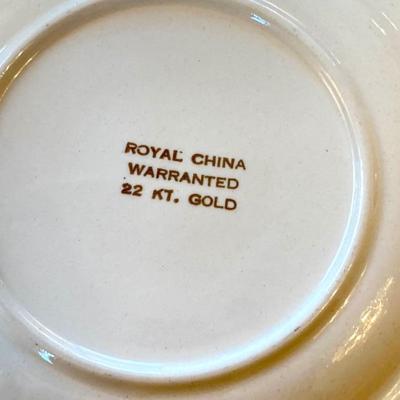 ROYAL CHINA
WARRANTED
22 KT. GOLD